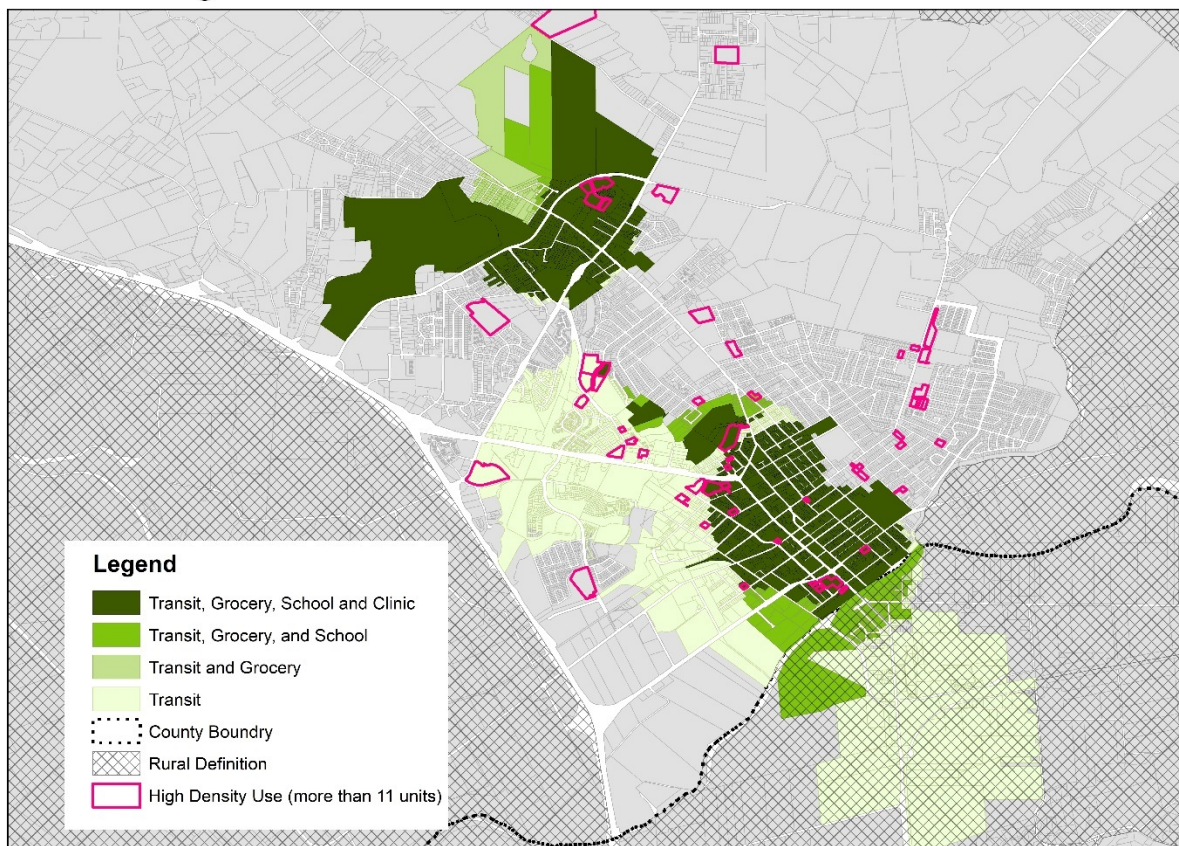 Legend
Transit, Grocery, School and Clinic
Transit, Grocery, and School
Transit and Grocery
Transit
County Boundry
Rural Definition
High Density Use (more than 11 units)